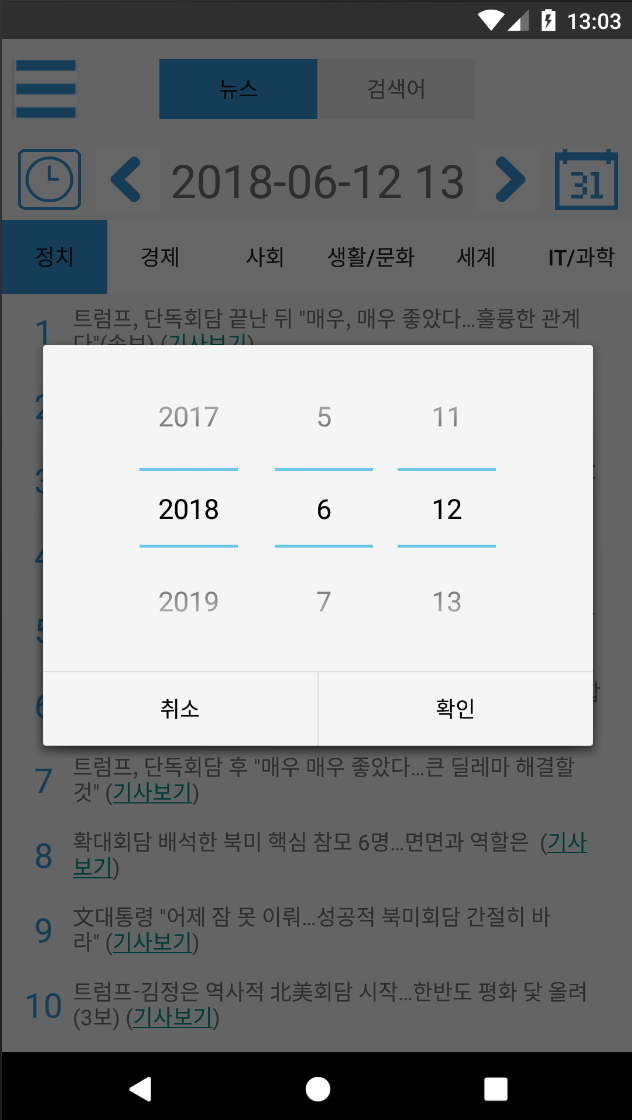 13:03
뉴스 검색어
2018-06-12 13
31
정치 경제 사회 생활/문화 세계 IT/과학
1 트럼프, 단독회담 끝난 뒤 "매우, 매우 좋았다...훌륭한 관계
다"(속보) (기사보기)
2017 5 11
2018 6 12
2019 7 13
취소 확인
7 트럼프, 단독회담 후 "매우 매우 좋았다...큰 딜레마 해결할
것" (기사보기)
8 확대회담 배석한 북미 핵심 참모 6명...면면과 역할은 (기사
보기)
9 文대통령 "어제 잠 못 이뤄...성공적 북미회담 간절히 바
라" (기사보기)
10 트럼프-김정은 역사적 北美회담 시작...한반도 평화 닻 올려
(3보) (기사보기)